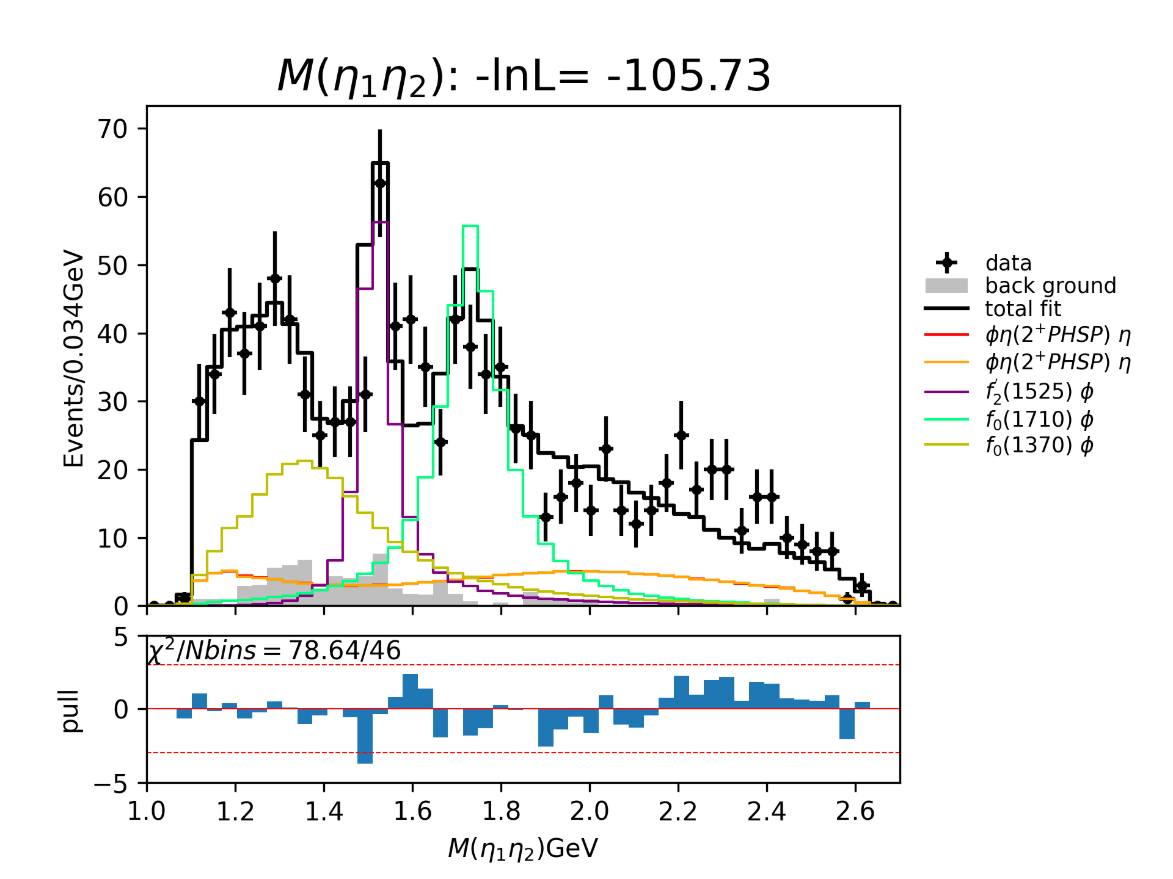 M(η₁η₂): -lnL= -105.73
70
60
50
40
30
20
10
0
Events/0.034GeV
data
back ground
total fit
ϕη(2⁺PHSP) η
ϕη(2⁺PHSP) η
f₂′(1525) ϕ
f₀(1710) ϕ
f₀(1370) ϕ
χ²/Nbins = 78.64/46
5
0
−5
pull
1.0 1.2 1.4 1.6 1.8 2.0 2.2 2.4 2.6
M(η₁η₂)GeV